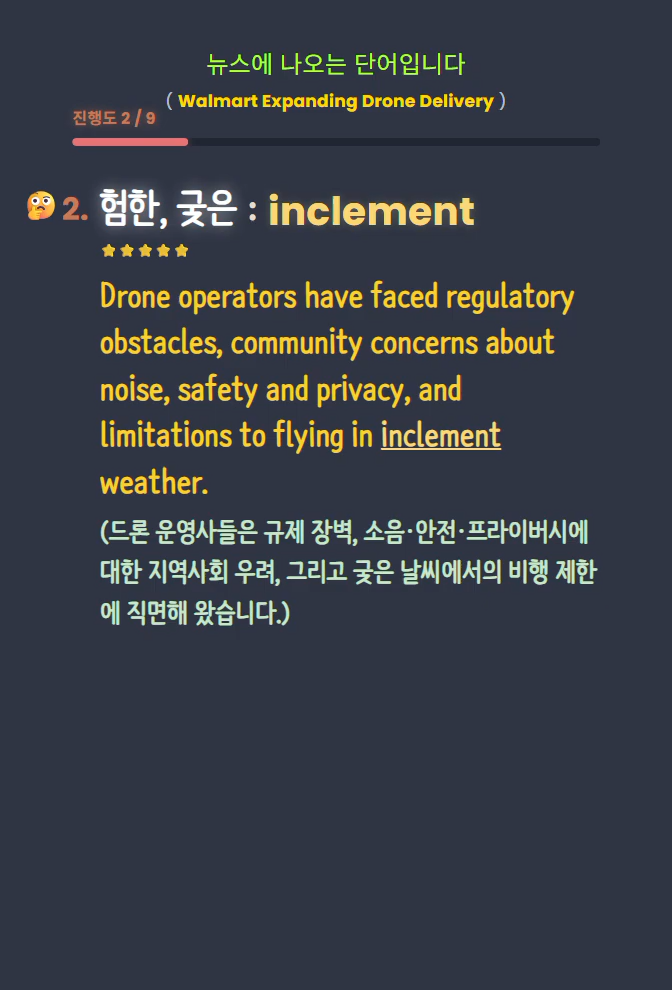 뉴스에 나오는 단어입니다
( Walmart Expanding Drone Delivery )
진행도 2 / 9
2. 험한, 궂은 : inclement
Drone operators have faced regulatory
obstacles, community concerns about
noise, safety and privacy, and
limitations to flying in inclement
weather.
(드론 운영사들은 규제 장벽, 소음·안전·프라이버시에
대한 지역사회 우려, 그리고 궂은 날씨에서의 비행 제한
에 직면해 왔습니다.)